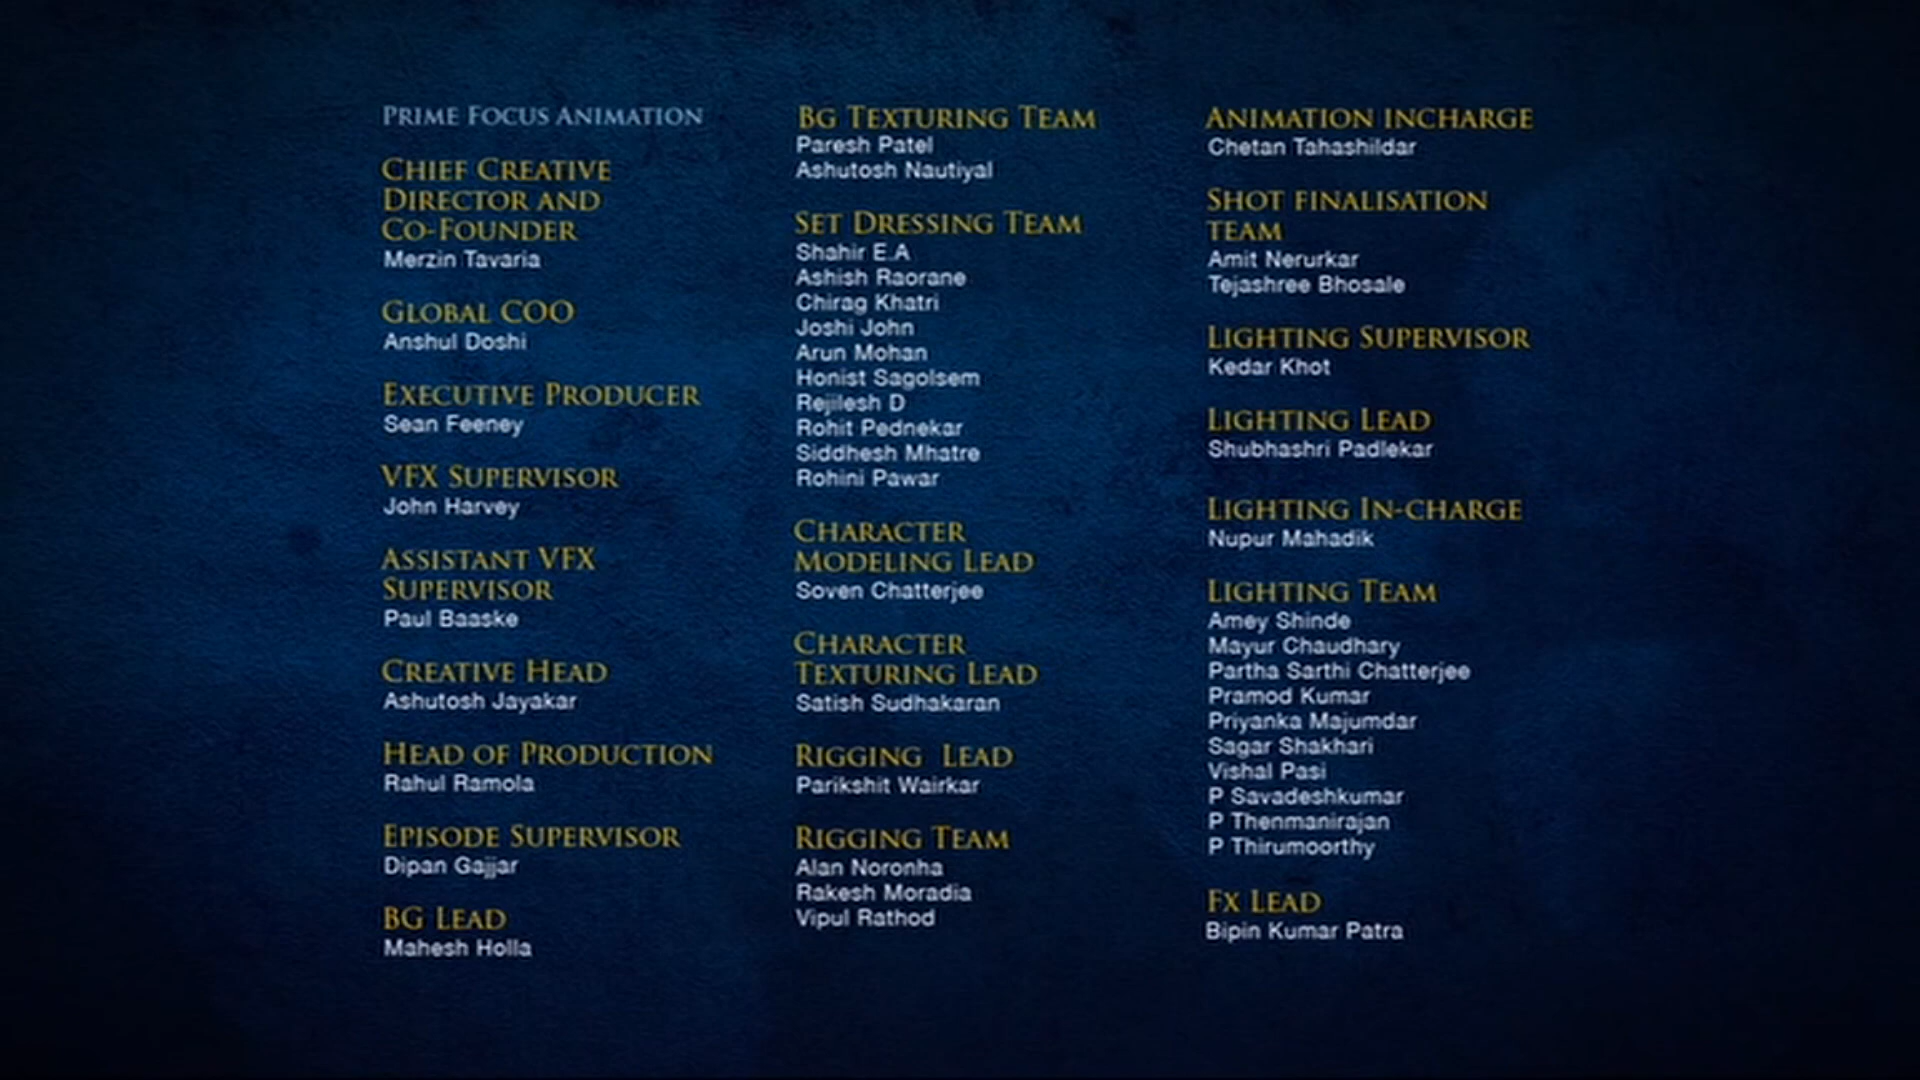 PRIME FOCUS ANIMATION
CHIEF CREATIVE
DIRECTOR AND
CO-FOUNDER
Merzin Tavaria
GLOBAL COO
Anshul Doshi
EXECUTIVE PRODUCER
Sean Feeney
VFX SUPERVISOR
John Harvey
ASSISTANT VFX
SUPERVISOR
Paul Baaske
CREATIVE HEAD
Ashutosh Jayakar
HEAD OF PRODUCTION
Rahul Ramola
EPISODE SUPERVISOR
Dipan Gajjar
BG LEAD
Mahesh Holla
BG TEXTURING TEAM
Paresh Patel
Ashutosh Nautiyal
SET DRESSING TEAM
Shahir E.A
Ashish Raorane
Chirag Khatri
Joshi John
Arun Mohan
Honist Sagolsem
Rejilesh D
Rohit Pednekar
Siddhesh Mhatre
Rohini Pawar
CHARACTER
MODELING LEAD
Soven Chatterjee
CHARACTER
TEXTURING LEAD
Satish Sudhakaran
RIGGING LEAD
Parikshit Wairkar
RIGGING TEAM
Alan Noronha
Rakesh Moradia
Vipul Rathod
ANIMATION INCHARGE
Chetan Tahashildar
SHOT FINALISATION
TEAM
Amit Nerurkar
Tejashree Bhosale
LIGHTING SUPERVISOR
Kedar Khot
LIGHTING LEAD
Shubhashri Padlekar
LIGHTING IN-CHARGE
Nupur Mahadik
LIGHTING TEAM
Amey Shinde
Mayur Chaudhary
Partha Sarthi Chatterjee
Pramod Kumar
Priyanka Majumdar
Sagar Shakhari
Vishal Pasi
P Savadeshkumar
P Thenmanirajan
P Thirumoorthy
FX LEAD
Bipin Kumar Patra